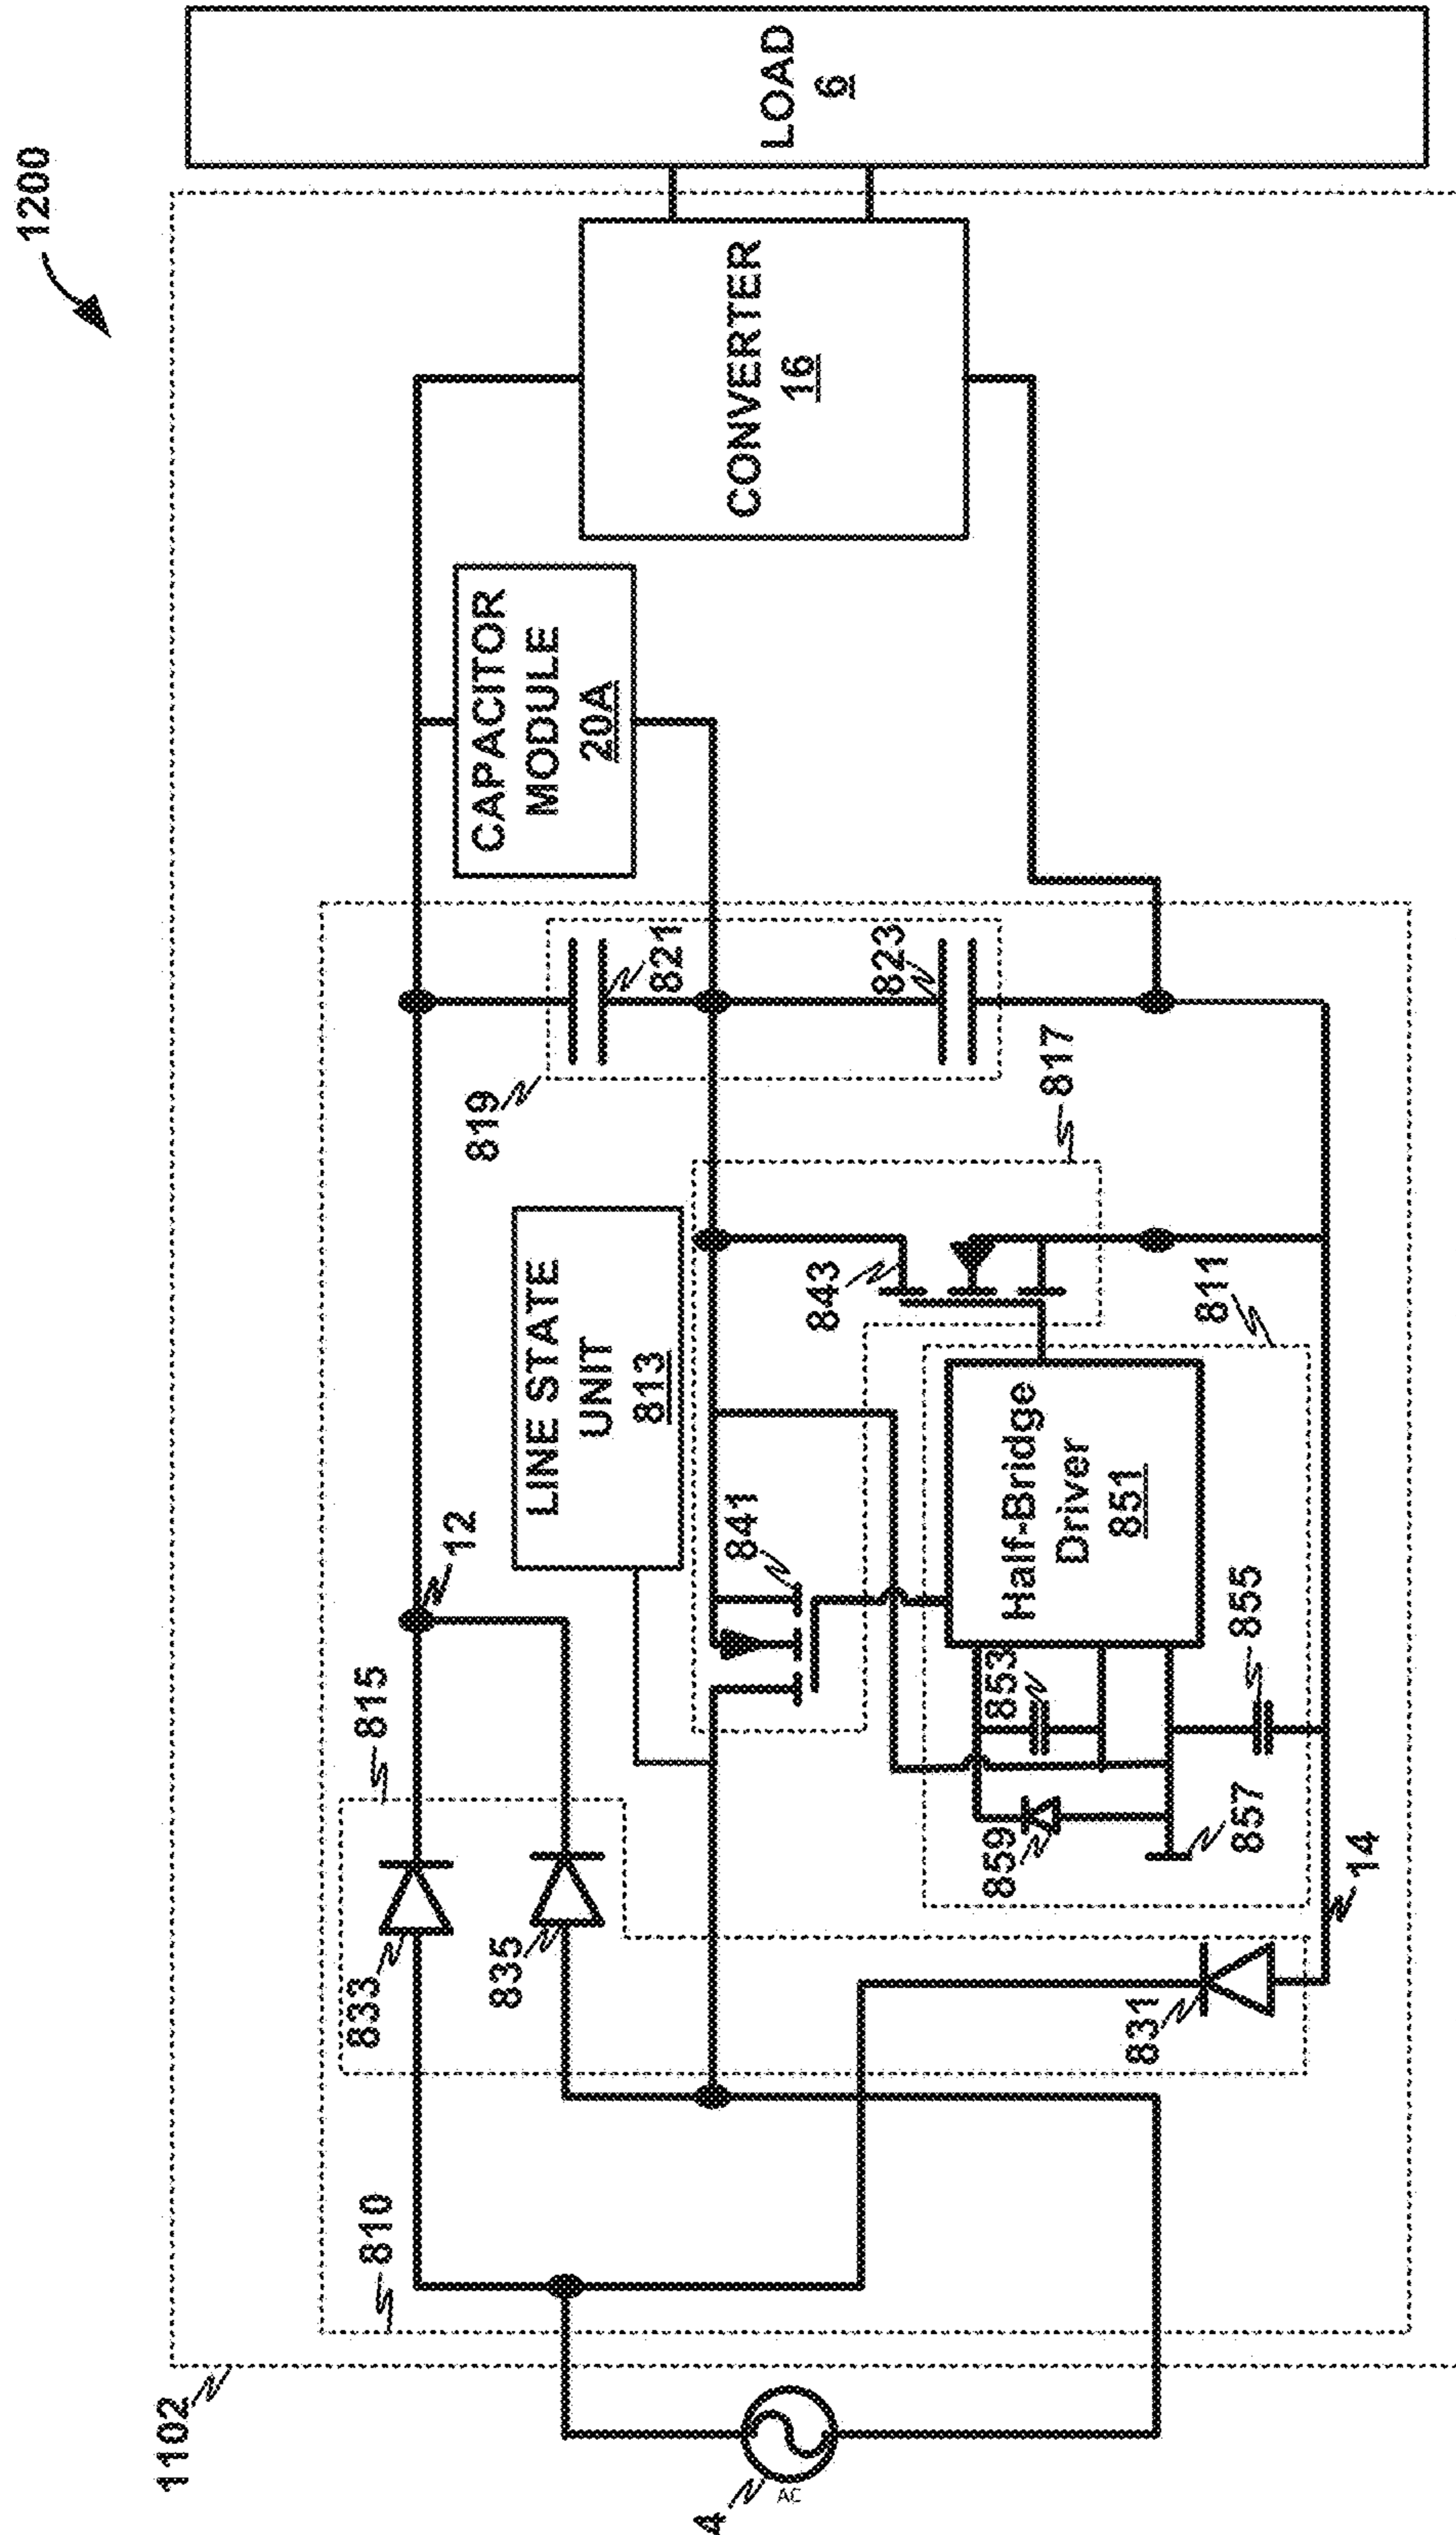 1200
1102
810
815
833
835
12
LINE STATE
UNIT
813
819
821
CAPACITOR
MODULE
20A
CONVERTER
16
LOAD
6
4
AC
841
843
817
823
811
Half-Bridge
Driver
851
853
855
857
859
831
14